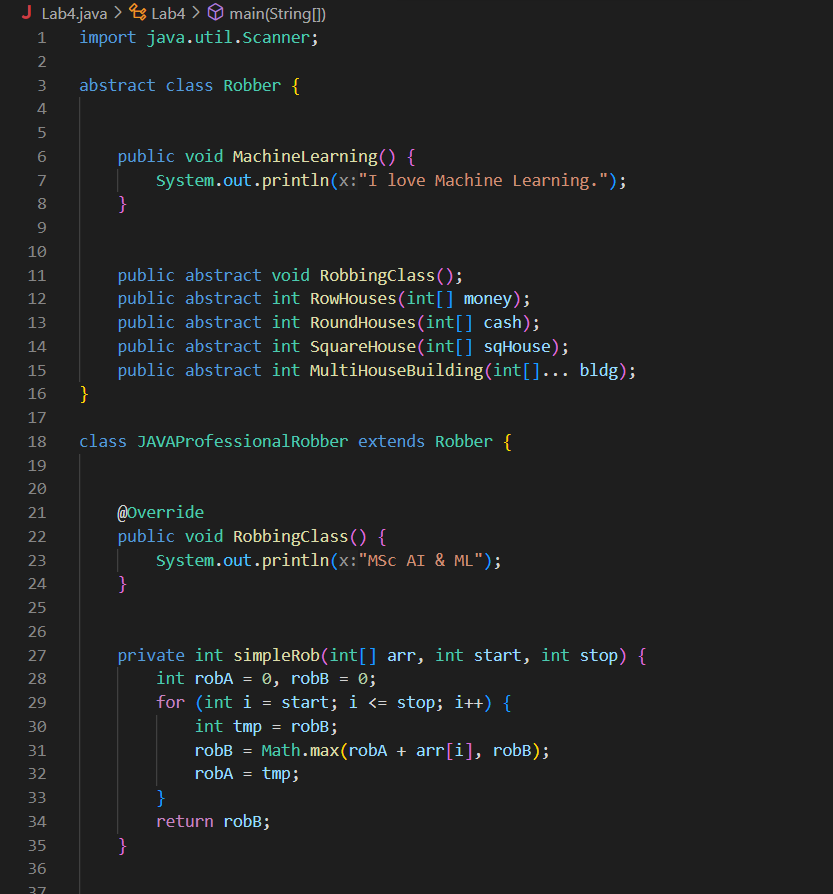 Lab4.java > Lab4 > main(String[])
1 import java.util.Scanner;
2
3 abstract class Robber {
4
5
6 public void MachineLearning() {
7 System.out.println(x:"I love Machine Learning.");
8 }
9
10
11 public abstract void RobbingClass();
12 public abstract int RowHouses(int[] money);
13 public abstract int RoundHouses(int[] cash);
14 public abstract int SquareHouse(int[] sqHouse);
15 public abstract int MultiHouseBuilding(int[]... bldg);
16 }
17
18 class JAVAProfessionalRobber extends Robber {
19
20
21 @Override
22 public void RobbingClass() {
23 System.out.println(x:"MSc AI & ML");
24 }
25
26
27 private int simpleRob(int[] arr, int start, int stop) {
28 int robA = 0, robB = 0;
29 for (int i = start; i <= stop; i++) {
30 int tmp = robB;
31 robB = Math.max(robA + arr[i], robB);
32 robA = tmp;
33 }
34 return robB;
35 }
36
37